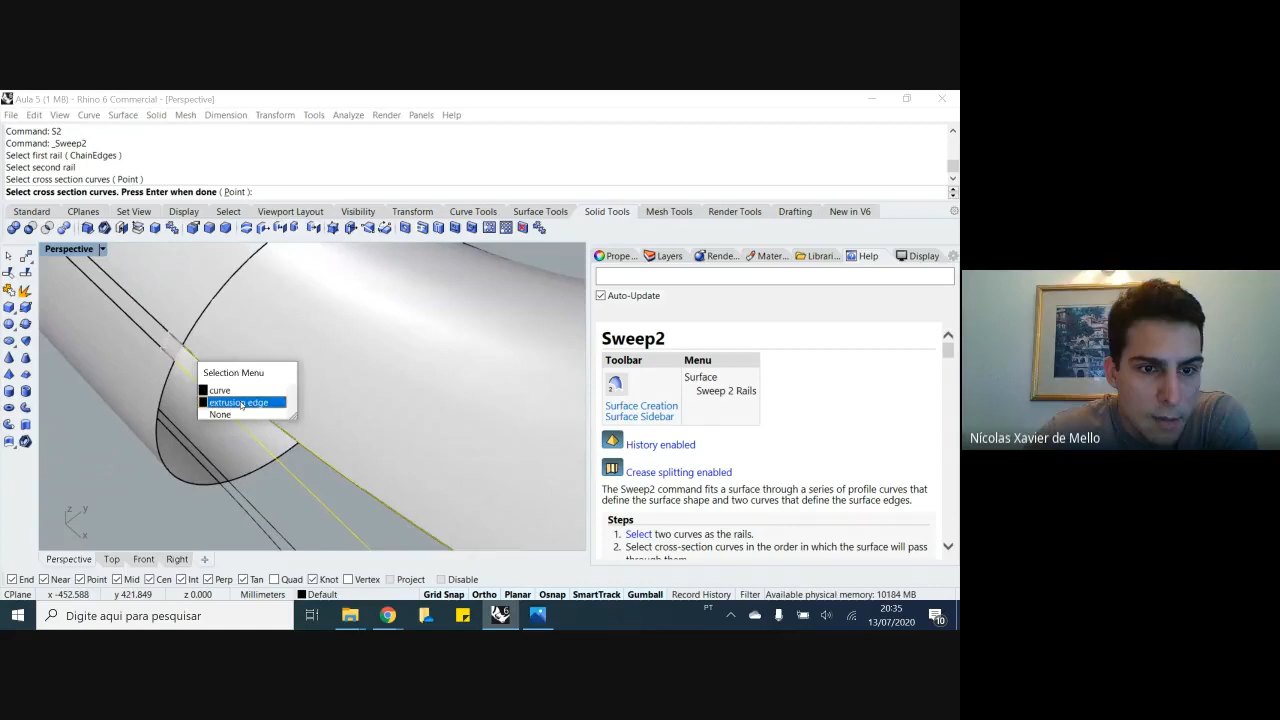 Aula 5 (1 MB) - Rhino 6 Commercial - [Perspective]
File Edit View Curve Surface Solid Mesh Dimension Transform Tools Analyze Render Panels Help
Command: S2
Command: _Sweep2
Select first rail ( ChainEdges )
Select second rail
Select cross section curves ( Point )
Select cross section curves. Press Enter when done ( Point ):
Standard CPlanes Set View Display Select Viewport Layout Visibility Transform Curve Tools Surface Tools Solid Tools Mesh Tools Render Tools Drafting New in V6
Perspective
Prope... Layers Rende... Mater... Librari... Help Display
Auto-Update
Sweep2
Toolbar Menu
2
Surface
Sweep 2 Rails
Surface Creation
Surface Sidebar
History enabled
Crease splitting enabled
The Sweep2 command fits a surface through a series of profile curves that
define the surface shape and two curves that define the surface edges.
Steps
1. Select two curves as the rails.
2. Select cross-section curves in the order in which the surface will pass
through them.
Selection Menu
curve
extrusion edge
None
z y
x
Perspective Top Front Right
End Near Point Mid Cen Int Perp Tan Quad Knot Vertex Project Disable
CPlane x -452.588 y 421.849 z 0.000 Millimeters Default Grid Snap Ortho Planar Osnap SmartTrack Gumball Record History Filter Available physical memory: 10184 MB
Digite aqui para pesquisar
PT
20:35
13/07/2020
10
Nícolas Xavier de Mello